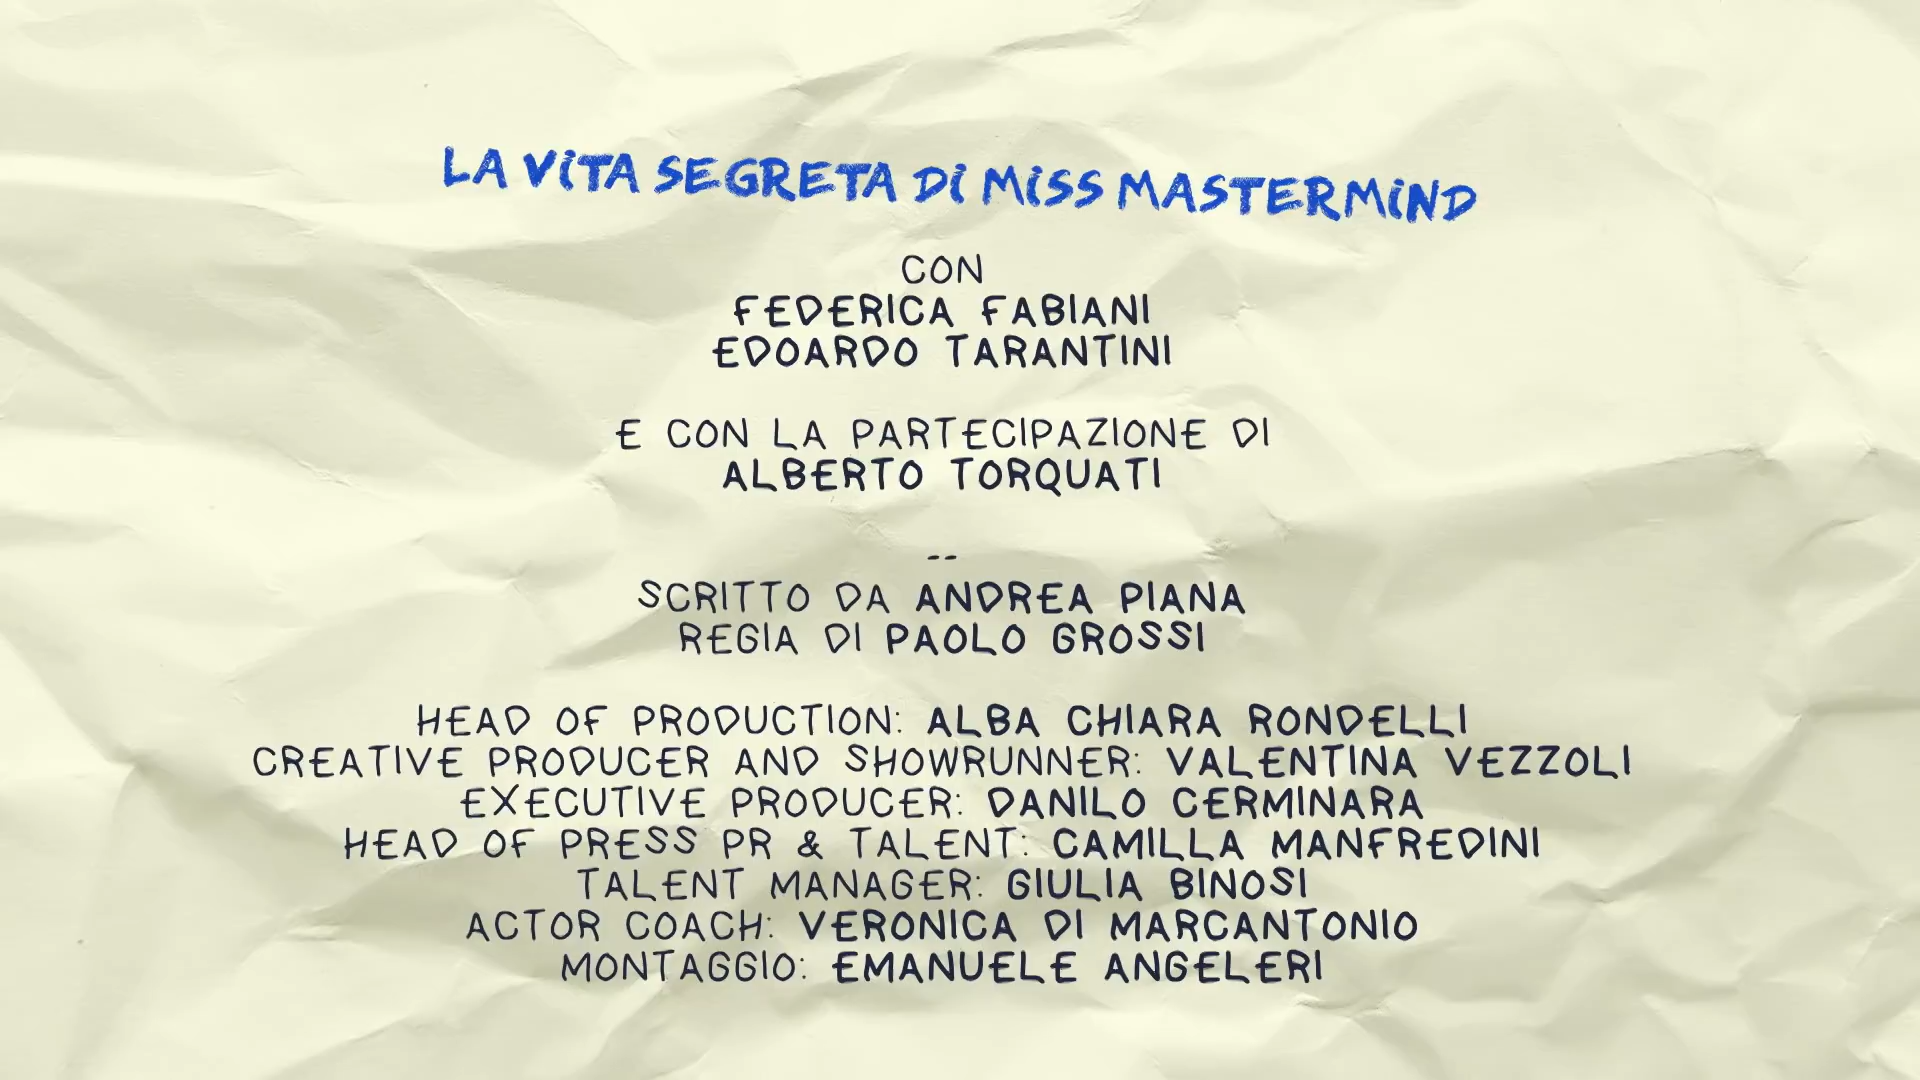 LA VITA SEGRETA DI MISS MASTERMIND
CON
FEDERICA FABIANI
EDOARDO TARANTINI
E CON LA PARTECIPAZIONE DI
ALBERTO TORQUATI
--
SCRITTO DA ANDREA PIANA
REGIA DI PAOLO GROSSI
HEAD OF PRODUCTION: ALBA CHIARA RONDELLI
CREATIVE PRODUCER AND SHOWRUNNER: VALENTINA VEZZOLI
EXECUTIVE PRODUCER: DANILO CERMINARA
HEAD OF PRESS PR & TALENT: CAMILLA MANFREDINI
TALENT MANAGER: GIULIA BINOSI
ACTOR COACH: VERONICA DI MARCANTONIO
MONTAGGIO: EMANUELE ANGELERI